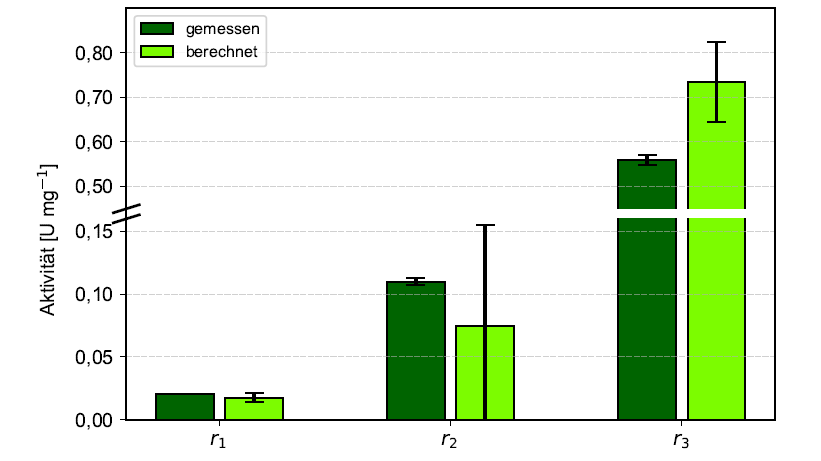 gemessen
berechnet
0,80
0,70
0,60
0,50
0,15
0,10
0,05
0,00
Aktivität [U mg⁻¹]
r₁
r₂
r₃